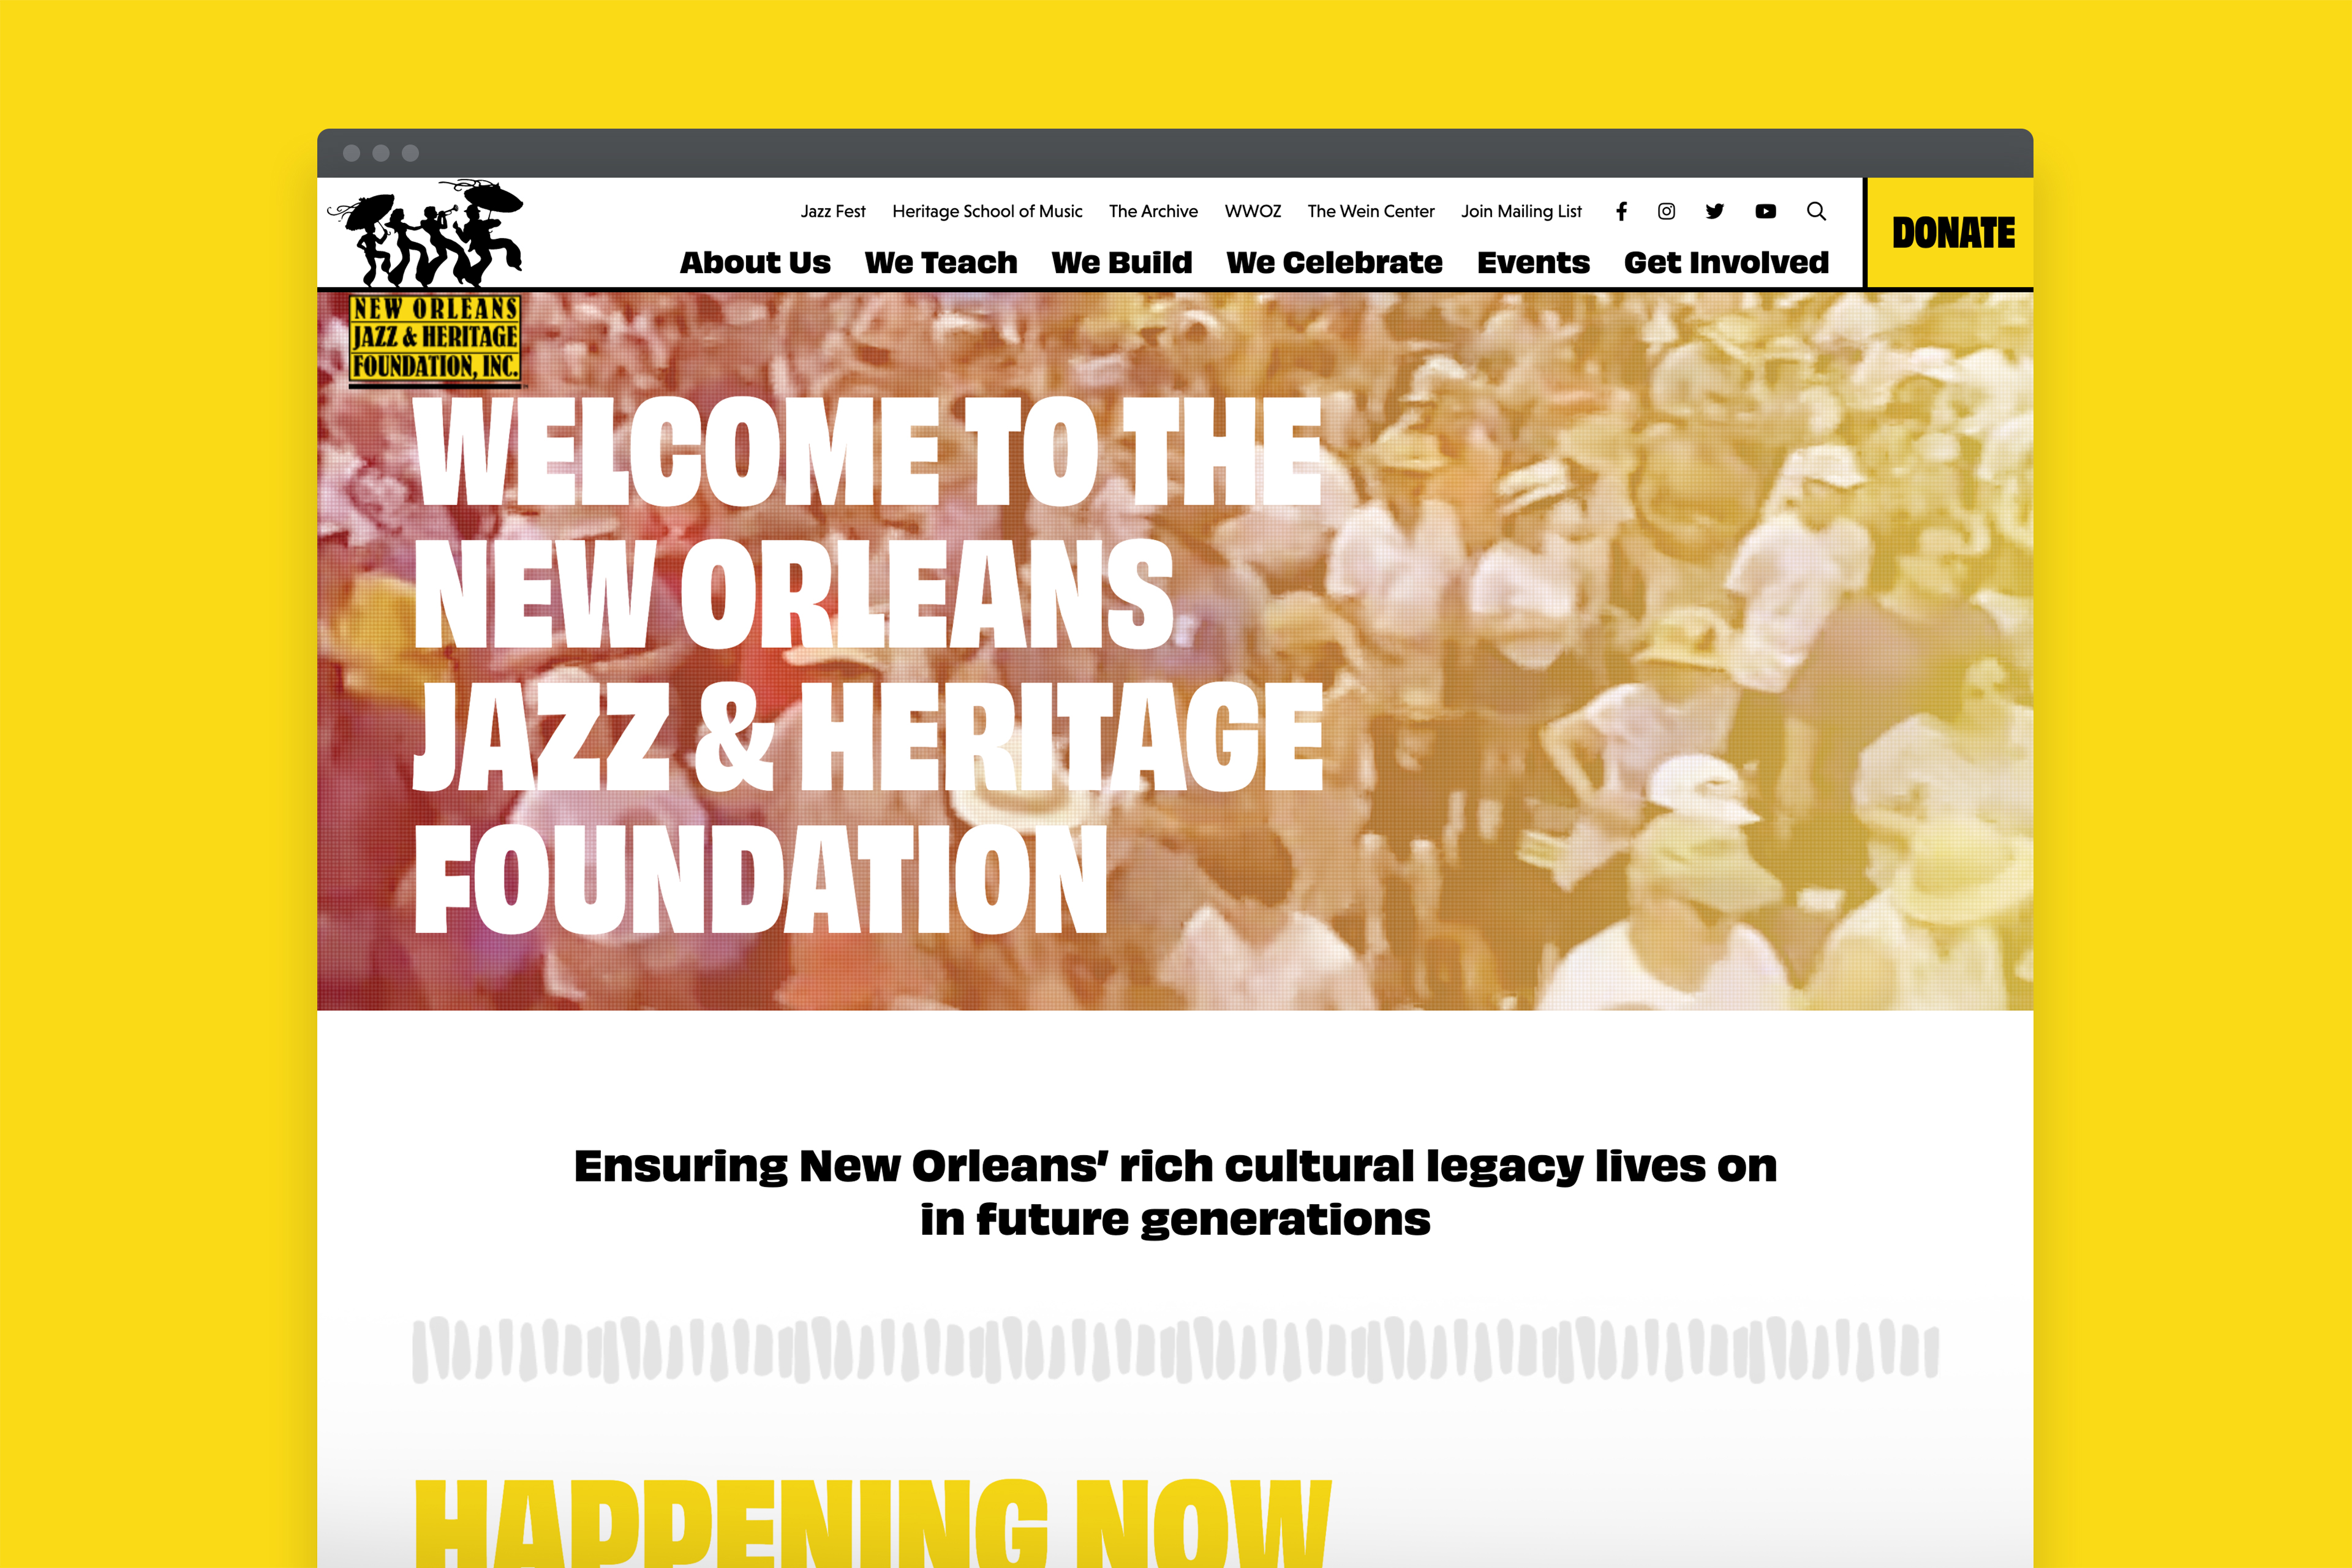 Jazz Fest Heritage School of Music The Archive WWOZ The Wein Center Join Mailing List
DONATE
About Us We Teach We Build We Celebrate Events Get Involved
NEW ORLEANS
JAZZ & HERITAGE
FOUNDATION, INC.
WELCOME TO THE
NEW ORLEANS
JAZZ & HERITAGE
FOUNDATION
Ensuring New Orleans’ rich cultural legacy lives on
in future generations
HAPPENING NOW